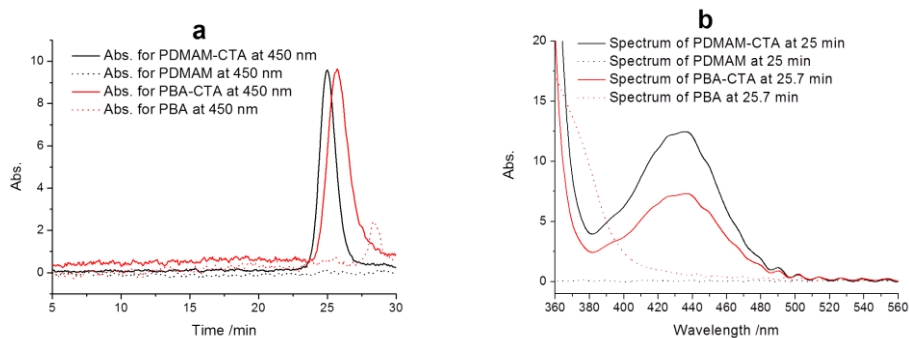 a
Abs. for PDMAM-CTA at 450 nm
Abs. for PDMAM at 450 nm
Abs. for PBA-CTA at 450 nm
Abs. for PBA at 450 nm
10
8
6
4
2
0
Abs.
5 10 15 20 25 30
Time /min
b
Spectrum of PDMAM-CTA at 25 min
Spectrum of PDMAM at 25 min
Spectrum of PBA-CTA at 25.7 min
Spectrum of PBA at 25.7 min
20
15
10
5
0
Abs.
360 380 400 420 440 460 480 500 520 540 560
Wavelength /nm